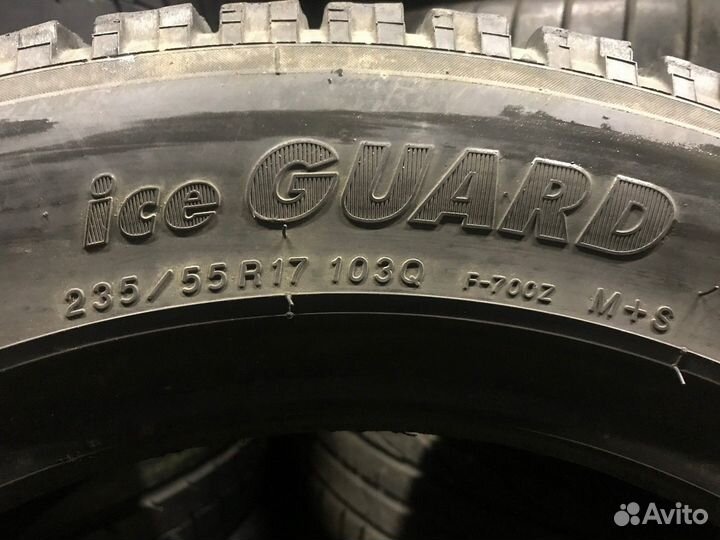 ice GUARD
235/55R17 103Q F-700Z M+S
Avito